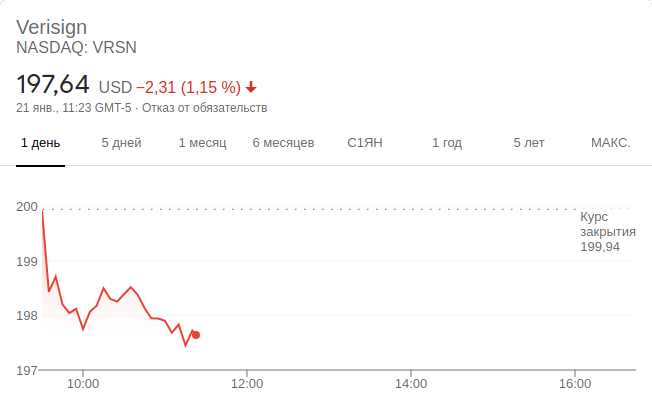 Verisign
NASDAQ: VRSN
197,64 USD −2,31 (1,15 %)
21 янв., 11:23 GMT-5 · Отказ от обязательств
1 день 5 дней 1 месяц 6 месяцев С1ЯН 1 год 5 лет МАКС.
200
Курс
закрытия
199,94
199
198
197
10:00 12:00 14:00 16:00